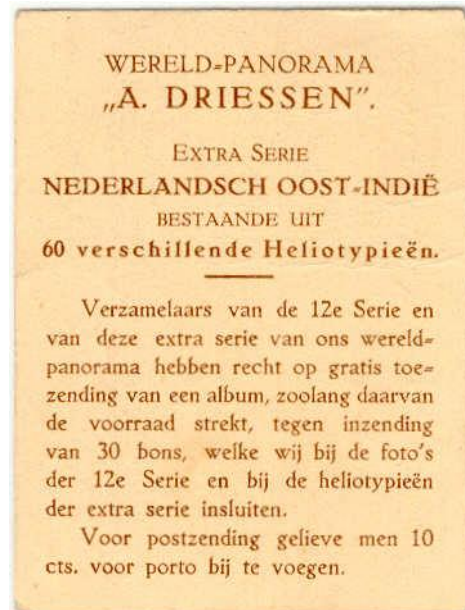 WERELD=PANORAMA
„A. DRIESSEN”.
EXTRA SERIE
NEDERLANDSCH OOST=INDIË
BESTAANDE UIT
60 verschillende Heliotypieën.
Verzamelaars van de 12e Serie en
van deze extra serie van ons wereld=
panorama hebben recht op gratis toe=
zending van een album, zoolang daarvan
de voorraad strekt, tegen inzending
van 30 bons, welke wij bij de foto's
der 12e Serie en bij de heliotypieën
der extra serie insluiten.
Voor postzending gelieve men 10
cts. voor porto bij te voegen.